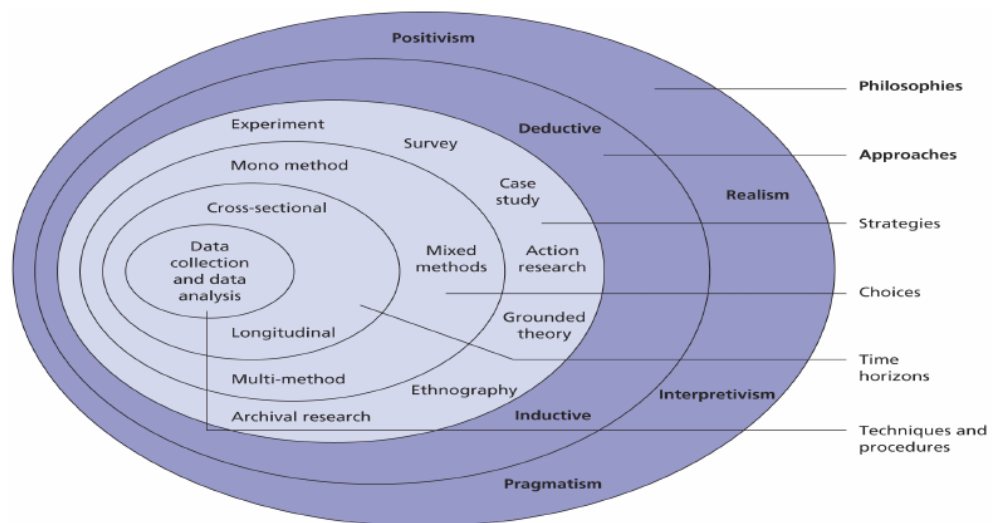 Positivism
Philosophies
Experiment
Deductive
Survey
Approaches
Mono method
Case
study
Realism
Cross-sectional
Strategies
Data
collection
and data
analysis
Mixed
methods
Action
research
Choices
Grounded
theory
Longitudinal
Time
horizons
Multi-method
Ethnography
Interpretivism
Archival research
Inductive
Techniques and
procedures
Pragmatism